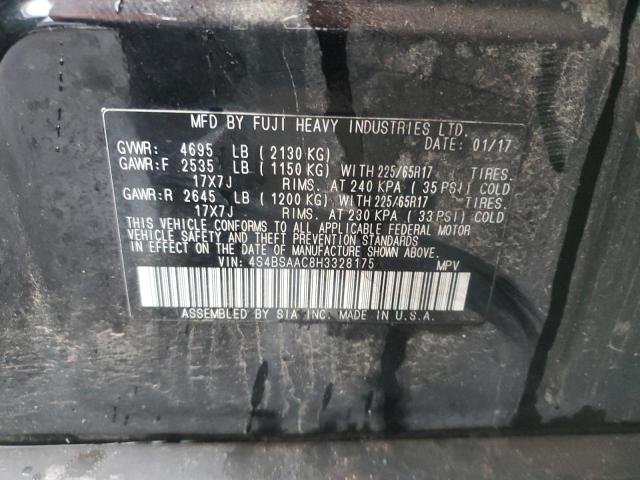 MFD BY FUJI HEAVY INDUSTRIES LTD.
DATE: 01/17
GVWR: 4695 LB ( 2130 KG)
GAWR:F 2535 LB ( 1150 KG) WITH 225/65R17 TIRES.
17X7J RIMS. AT 240 KPA ( 35 PSI) COLD
GAWR:R 2645 LB ( 1200 KG) WITH 225/65R17 TIRES.
17X7J RIMS. AT 230 KPA ( 33 PSI) COLD
THIS VEHICLE CONFORMS TO ALL APPLICABLE FEDERAL MOTOR
VEHICLE SAFETY AND THEFT PREVENTION STANDARDS
IN EFFECT ON THE DATE OF MANUFACTURE SHOWN ABOVE.
VIN: 4S4BSAAC8H3328175 MPV
ASSEMBLED BY SIA INC. MADE IN U.S.A.